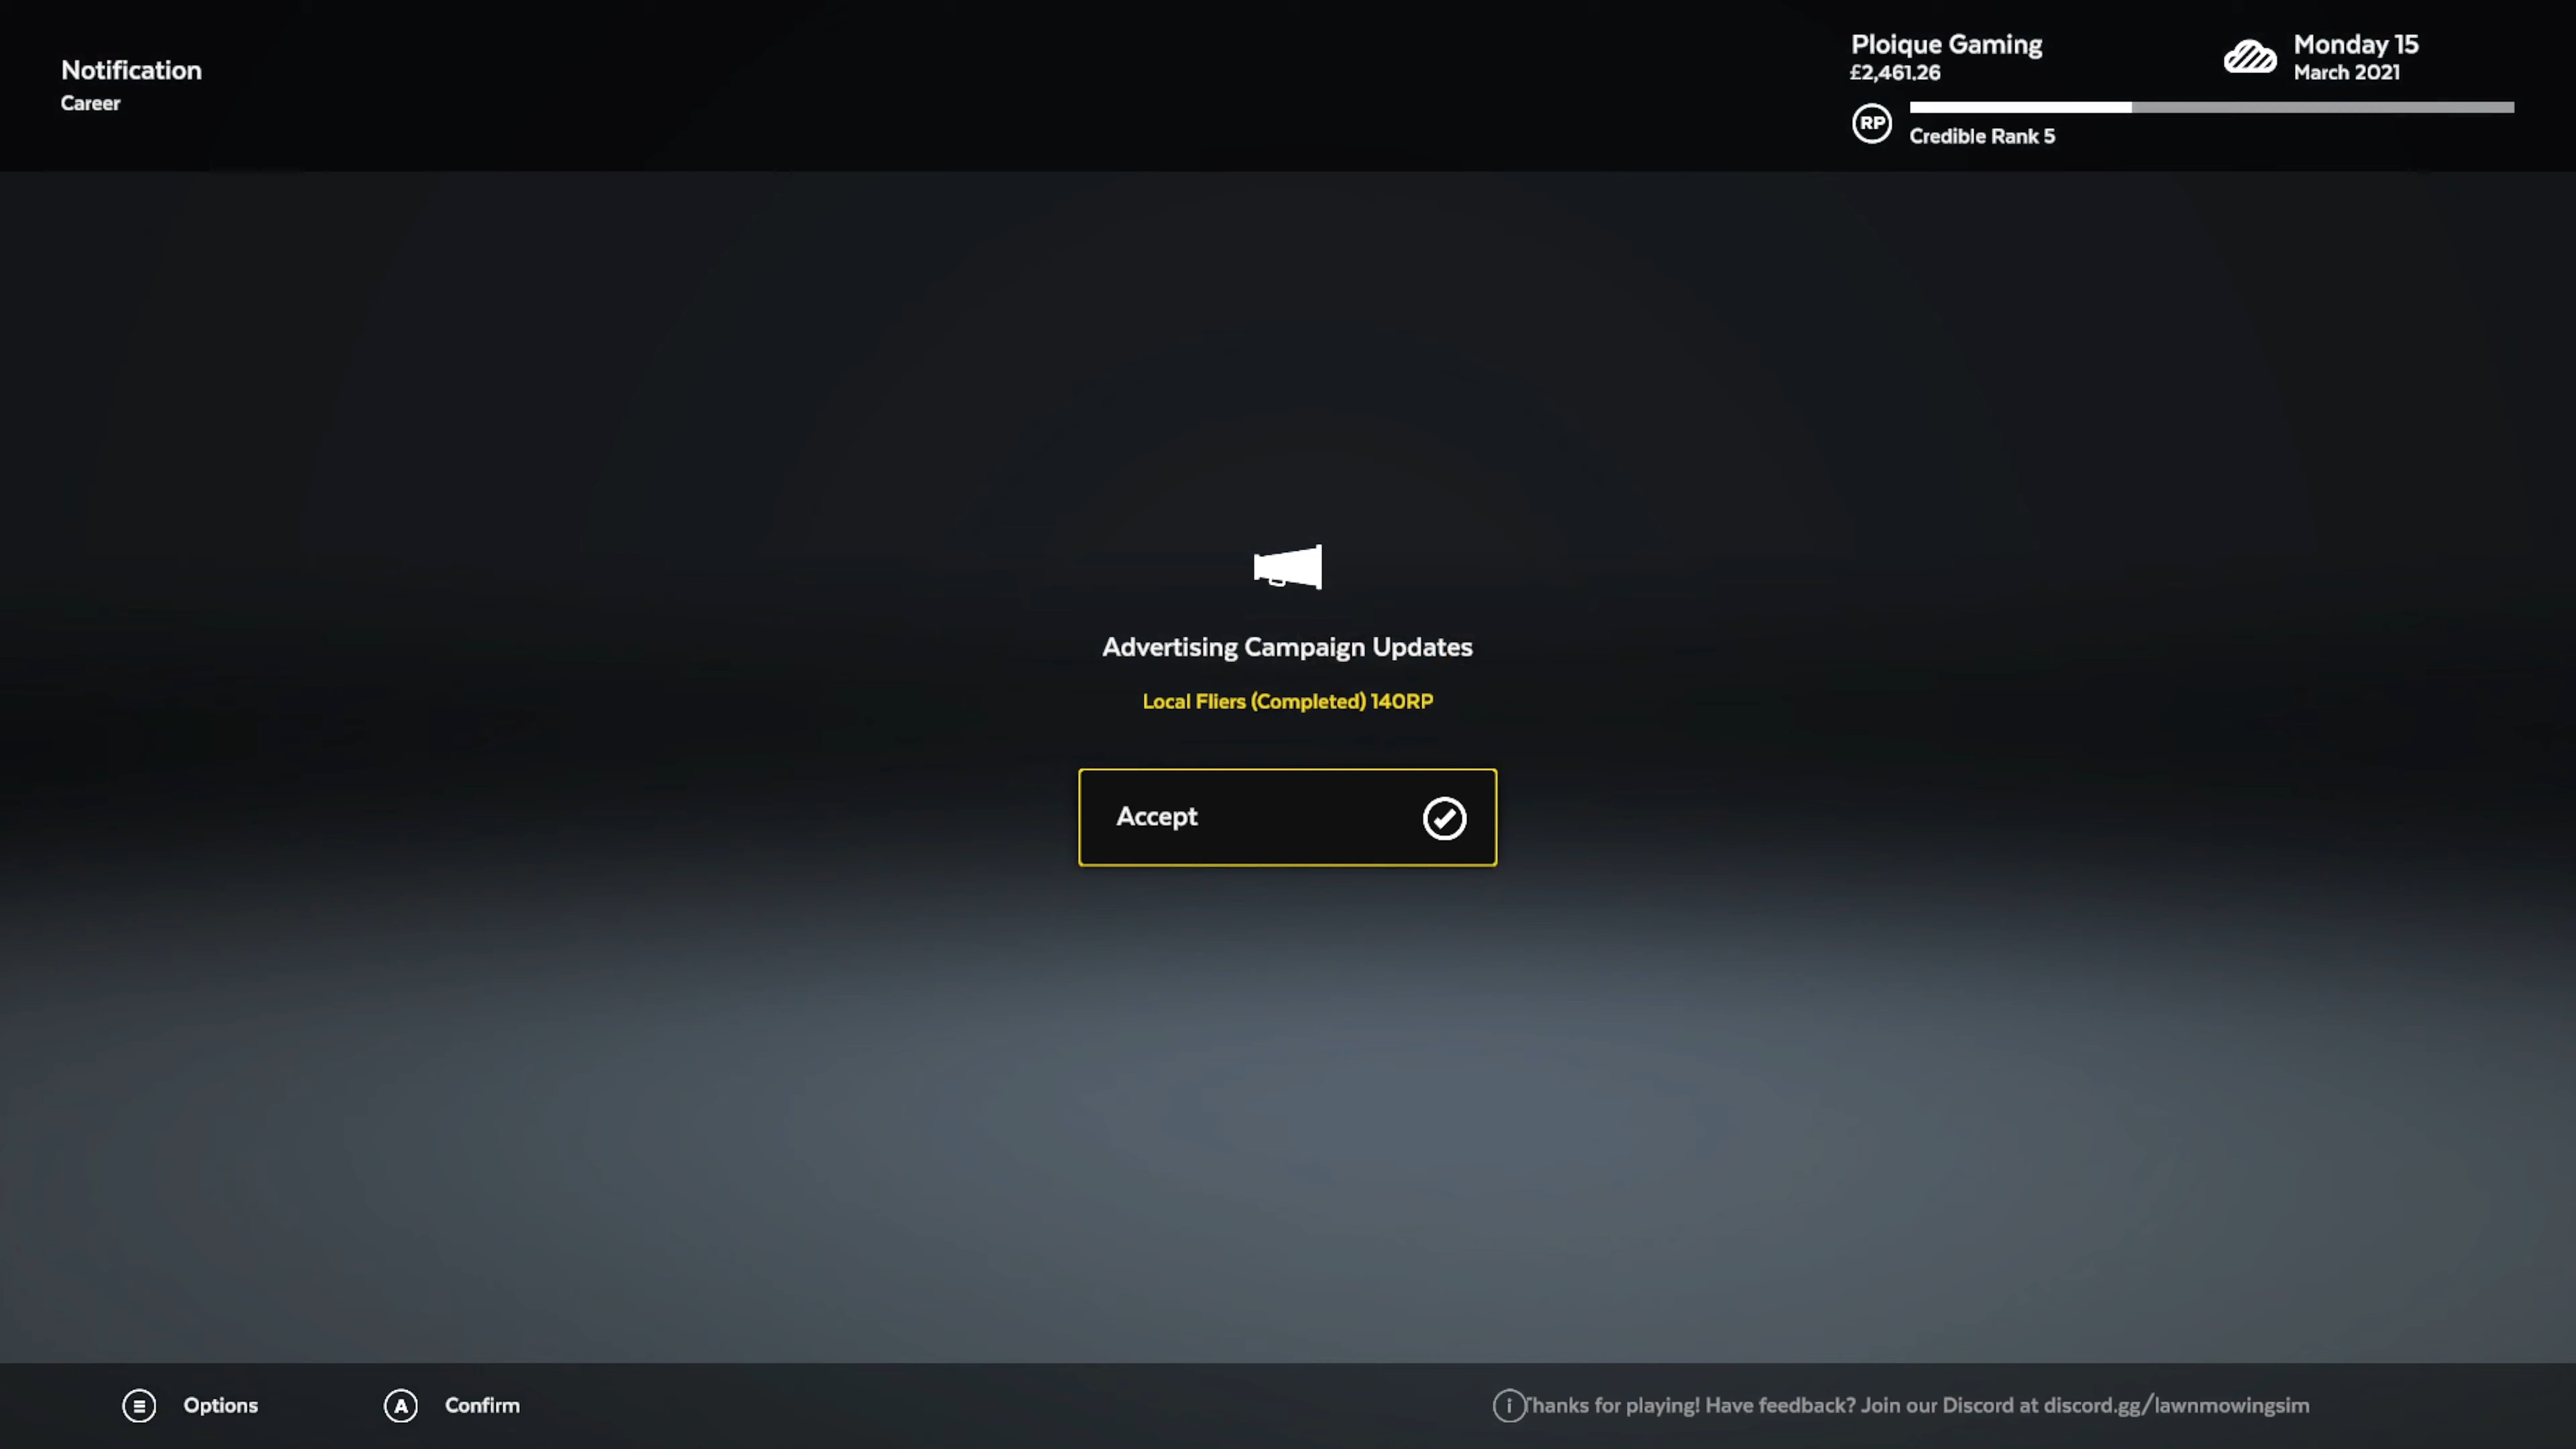 Notification
Career
Ploique Gaming
£2,461.26
Monday 15
March 2021
RP
Credible Rank 5
Advertising Campaign Updates
Local Fliers (Completed) 140RP
Accept
Options
A Confirm
i Thanks for playing! Have feedback? Join our Discord at discord.gg/lawnmowingsim